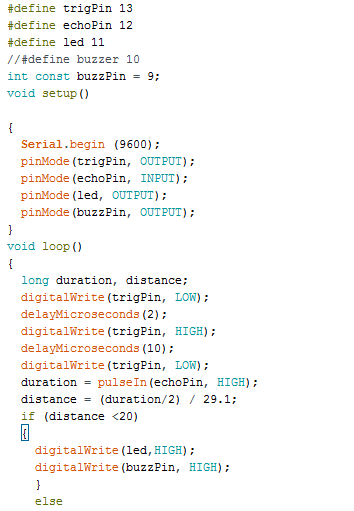 #define trigPin 13
#define echoPin 12
#define led 11
//#define buzzer 10
int const buzzPin = 9;
void setup()
{
  Serial.begin (9600);
  pinMode(trigPin, OUTPUT);
  pinMode(echoPin, INPUT);
  pinMode(led, OUTPUT);
  pinMode(buzzPin, OUTPUT);
}
void loop()
{
  long duration, distance;
  digitalWrite(trigPin, LOW);
  delayMicroseconds(2);
  digitalWrite(trigPin, HIGH);
  delayMicroseconds(10);
  digitalWrite(trigPin, LOW);
  duration = pulseIn(echoPin, HIGH);
  distance = (duration/2) / 29.1;
  if (distance <20)
  {
    digitalWrite(led,HIGH);
    digitalWrite(buzzPin, HIGH);
    }
    else